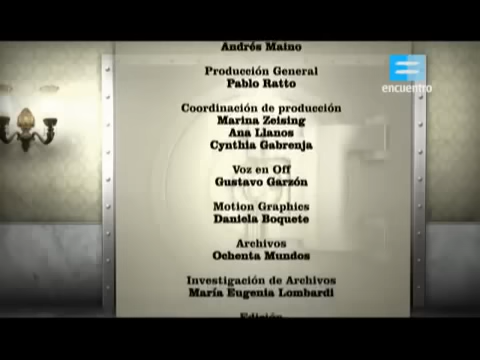 Andrés Maino
encuentro
Producción General
Pablo Ratto
Coordinación de producción
Marina Zeising
Ana Llanos
Cynthia Gabrenja
Voz en Off
Gustavo Garzón
Motion Graphics
Daniela Boquete
Archivos
Ochenta Mundos
Investigación de Archivos
María Eugenia Lombardi
Edición